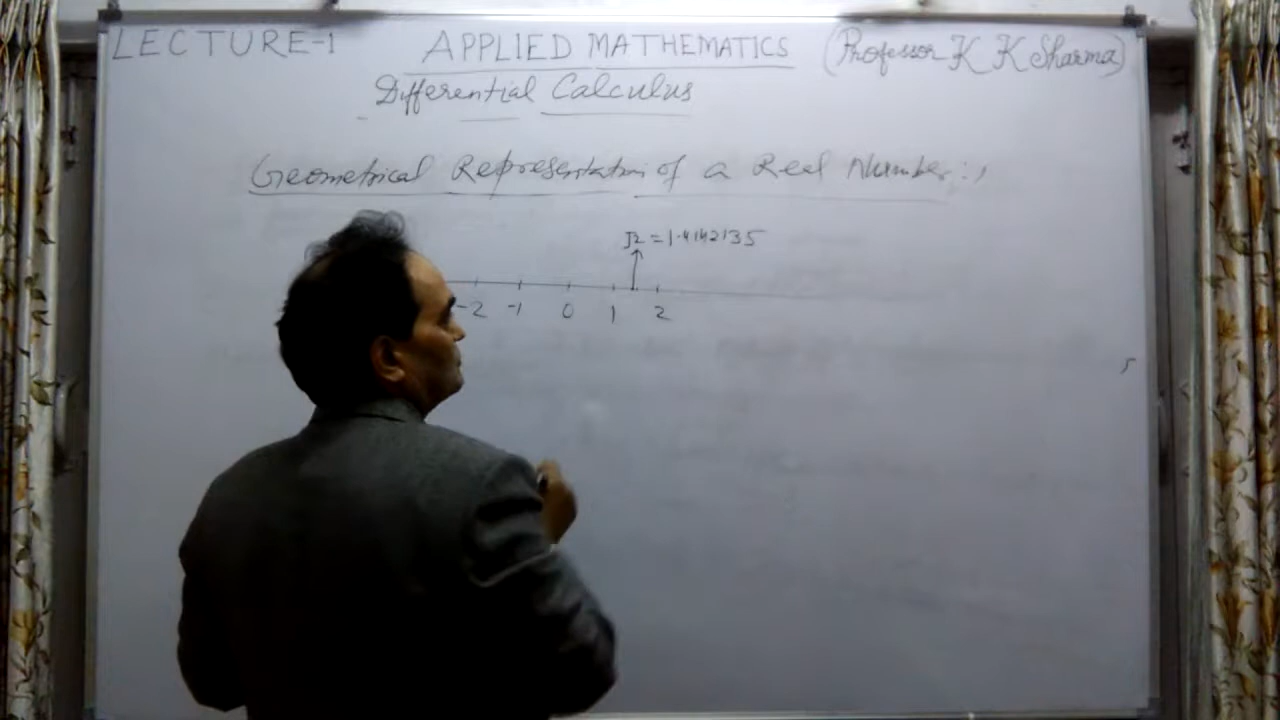 LECTURE-1 APPLIED MATHEMATICS (Professor K K Sharma)
Differential Calculus
Geometrical Representation of a Real Number:,
√2 = 1.4142135
-2 -1 0 1 2